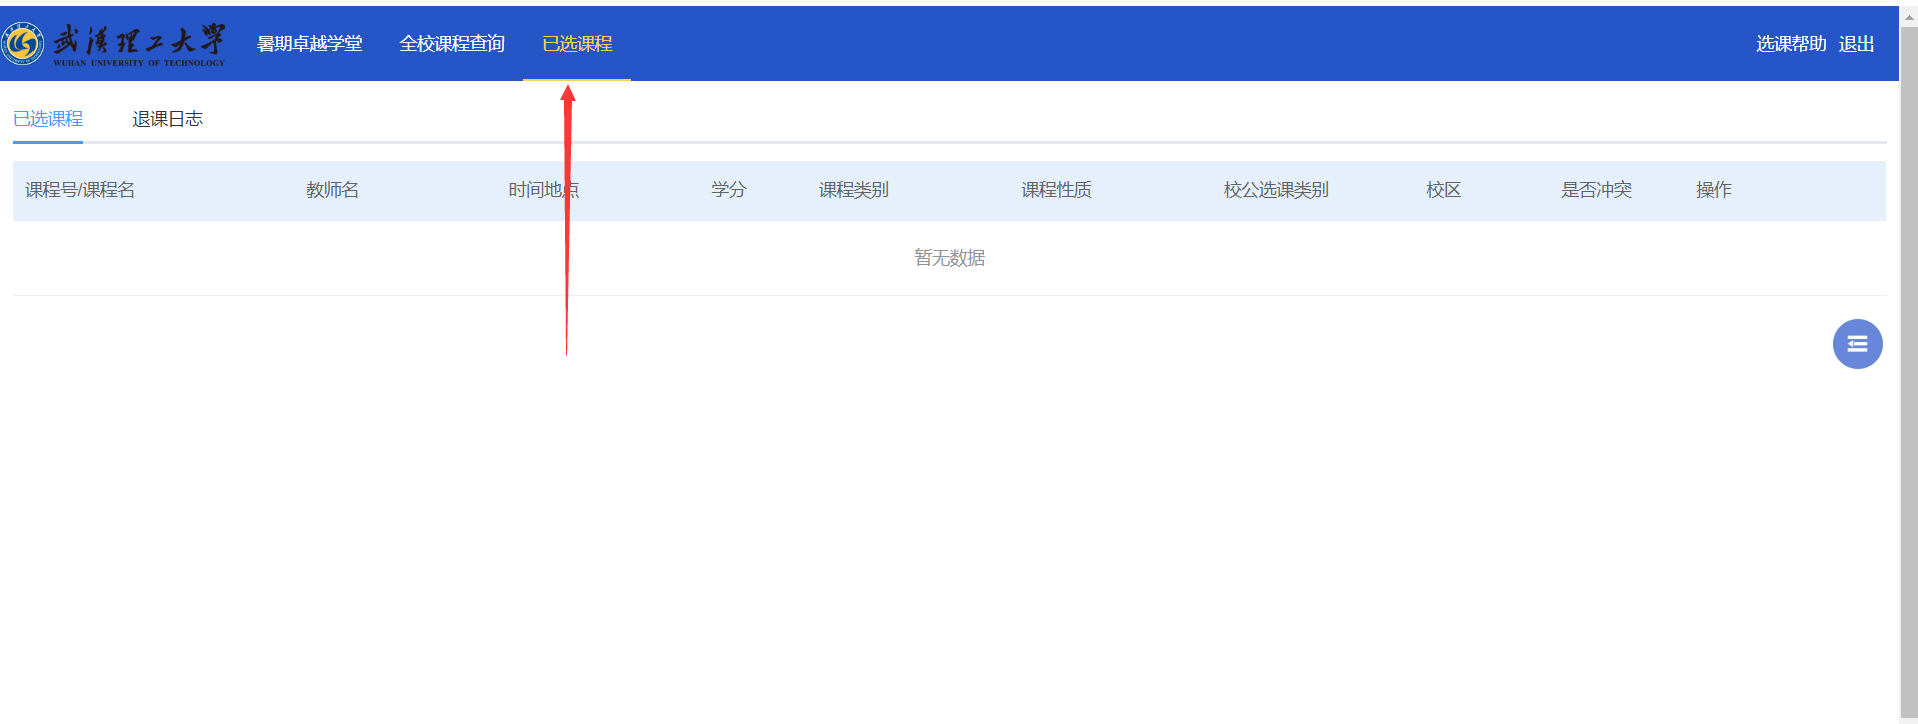 武漢理工大学 暑期卓越学堂 全校课程查询 已选课程 选课帮助 退出
WUHAN UNIVERSITY OF TECHNOLOGY
已选课程 退课日志
课程号/课程名 教师名 时间地点 学分 课程类别 课程性质 校公选课类别 校区 是否冲突 操作
暂无数据